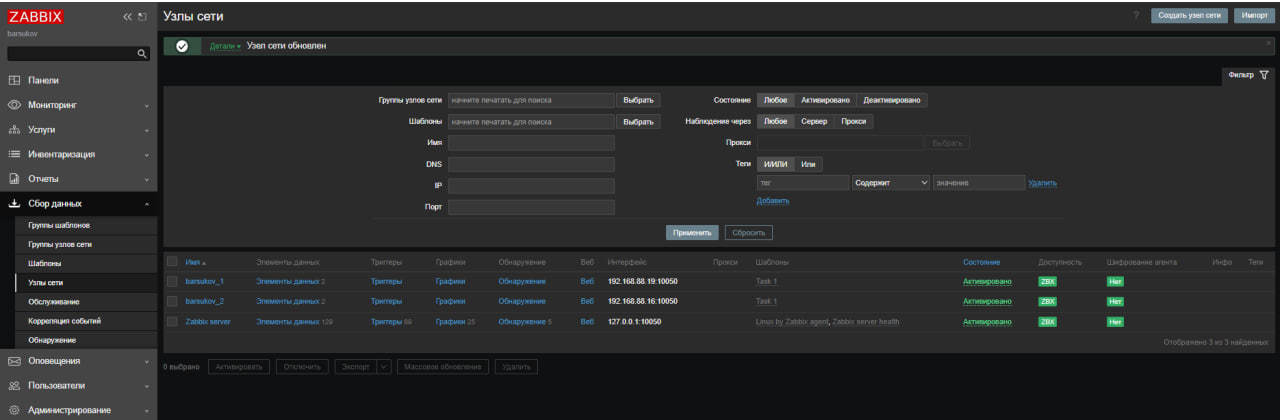 ZABBIX
barsukov
Панели
Мониторинг
Услуги
Инвентаризация
Отчеты
Сбор данных
Группы шаблонов
Группы узлов сети
Шаблоны
Узлы сети
Обслуживание
Корреляция событий
Обнаружение
Оповещения
Пользователи
Администрирование
Узлы сети
? Создать узел сети Импорт
Детали Узел сети обновлен
Фильтр
Группы узлов сети начните печатать для поиска Выбрать
Шаблоны начните печатать для поиска Выбрать
Имя
DNS
IP
Порт
Состояние Любое Активировано Деактивировано
Наблюдение через Любое Сервер Прокси
Прокси Выбрать
Теги И/ИЛИ Или
тег Содержит значение Удалить
Добавить
Применить Сбросить
Имя Элементы данных Триггеры Графики Обнаружение Веб Интерфейс Прокси Шаблоны Состояние Доступность Шифрование агента Инфо Теги
barsukov_1 Элементы данных 2 Триггеры Графики Обнаружение Веб 192.168.88.19:10050 Task 1 Активировано ZBX Нет
barsukov_2 Элементы данных 2 Триггеры Графики Обнаружение Веб 192.168.88.16:10050 Task 1 Активировано ZBX Нет
Zabbix server Элементы данных 129 Триггеры 69 Графики 25 Обнаружение 5 Веб 127.0.0.1:10050 Linux by Zabbix agent, Zabbix server health Активировано ZBX Нет
Отображено 3 из 3 найденных
0 выбрано Активировать Отключить Экспорт Массовое обновление Удалить